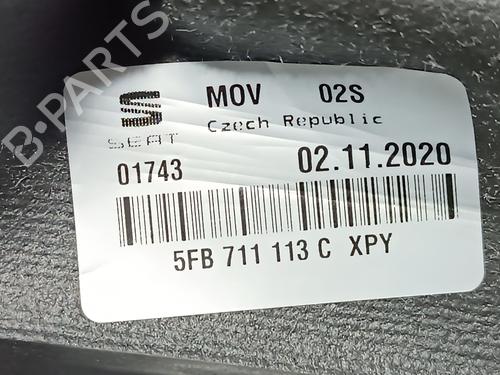 B-PARTS
MOV 02S
SEAT
Czech Republic
01743 02.11.2020
5FB 711 113 C XPY